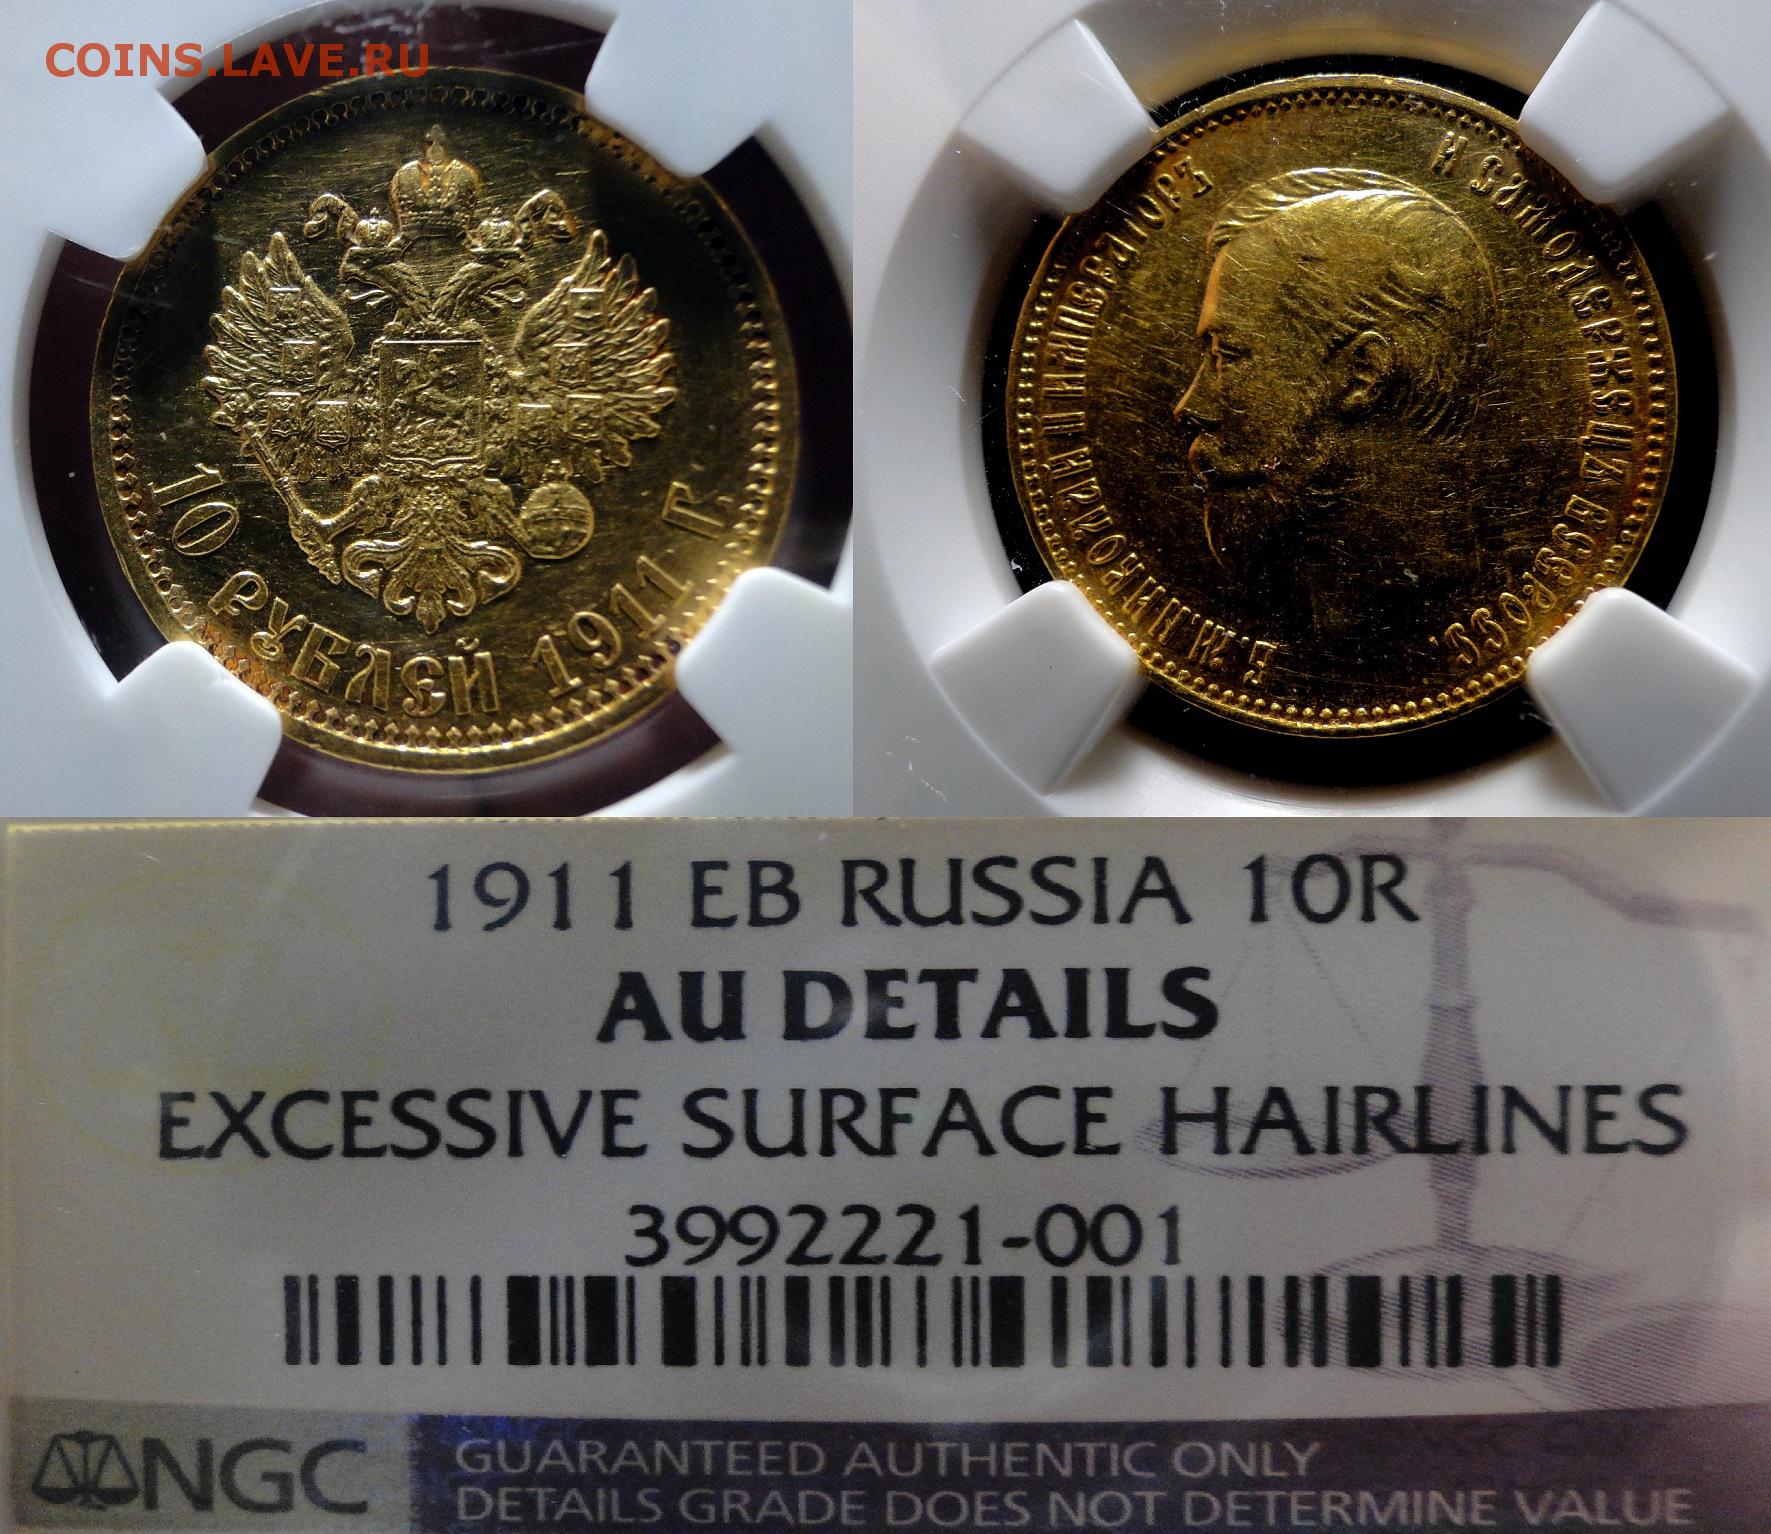 COINS.LAVE.RU
10 РУБЛЕЙ 1911 Г.
Б. М. НИКОЛАЙ II ИМПЕРАТОРЪ И САМОДЕРЖЕЦЪ ВСЕРОСС.
1911 EB RUSSIA 10R
AU DETAILS
EXCESSIVE SURFACE HAIRLINES
3992221-001
NGC
GUARANTEED AUTHENTIC ONLY
DETAILS GRADE DOES NOT DETERMINE VALUE